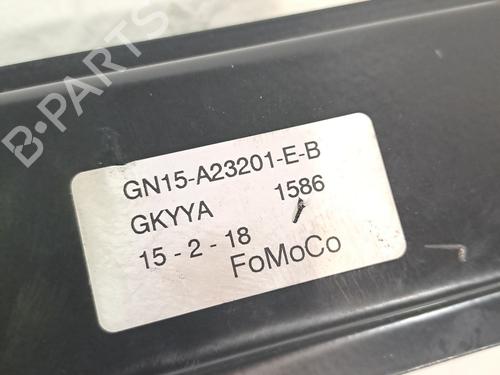 B-PARTS
GN15-A23201-E-B
GKYYA 1586
15 - 2 - 18
FoMoCo